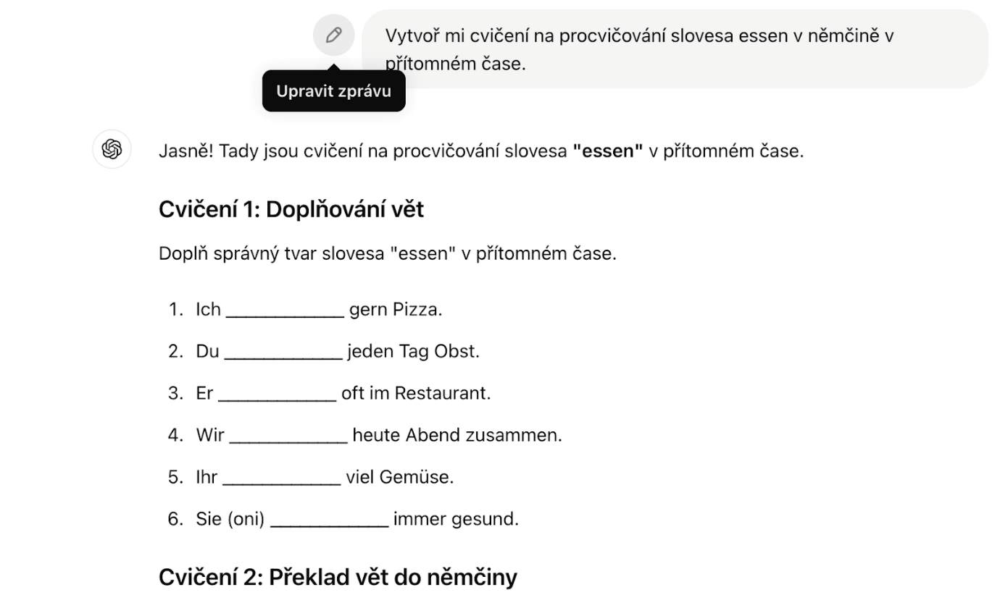 Vytvoř mi cvičení na procvičování slovesa essen v němčině v
přítomném čase.
Upravit zprávu
Jasně! Tady jsou cvičení na procvičování slovesa "essen" v přítomném čase.
Cvičení 1: Doplňování vět
Doplň správný tvar slovesa "essen" v přítomném čase.
1. Ich ____________ gern Pizza.
2. Du ____________ jeden Tag Obst.
3. Er ____________ oft im Restaurant.
4. Wir ____________ heute Abend zusammen.
5. Ihr ____________ viel Gemüse.
6. Sie (oni) ____________ immer gesund.
Cvičení 2: Překlad vět do němčiny